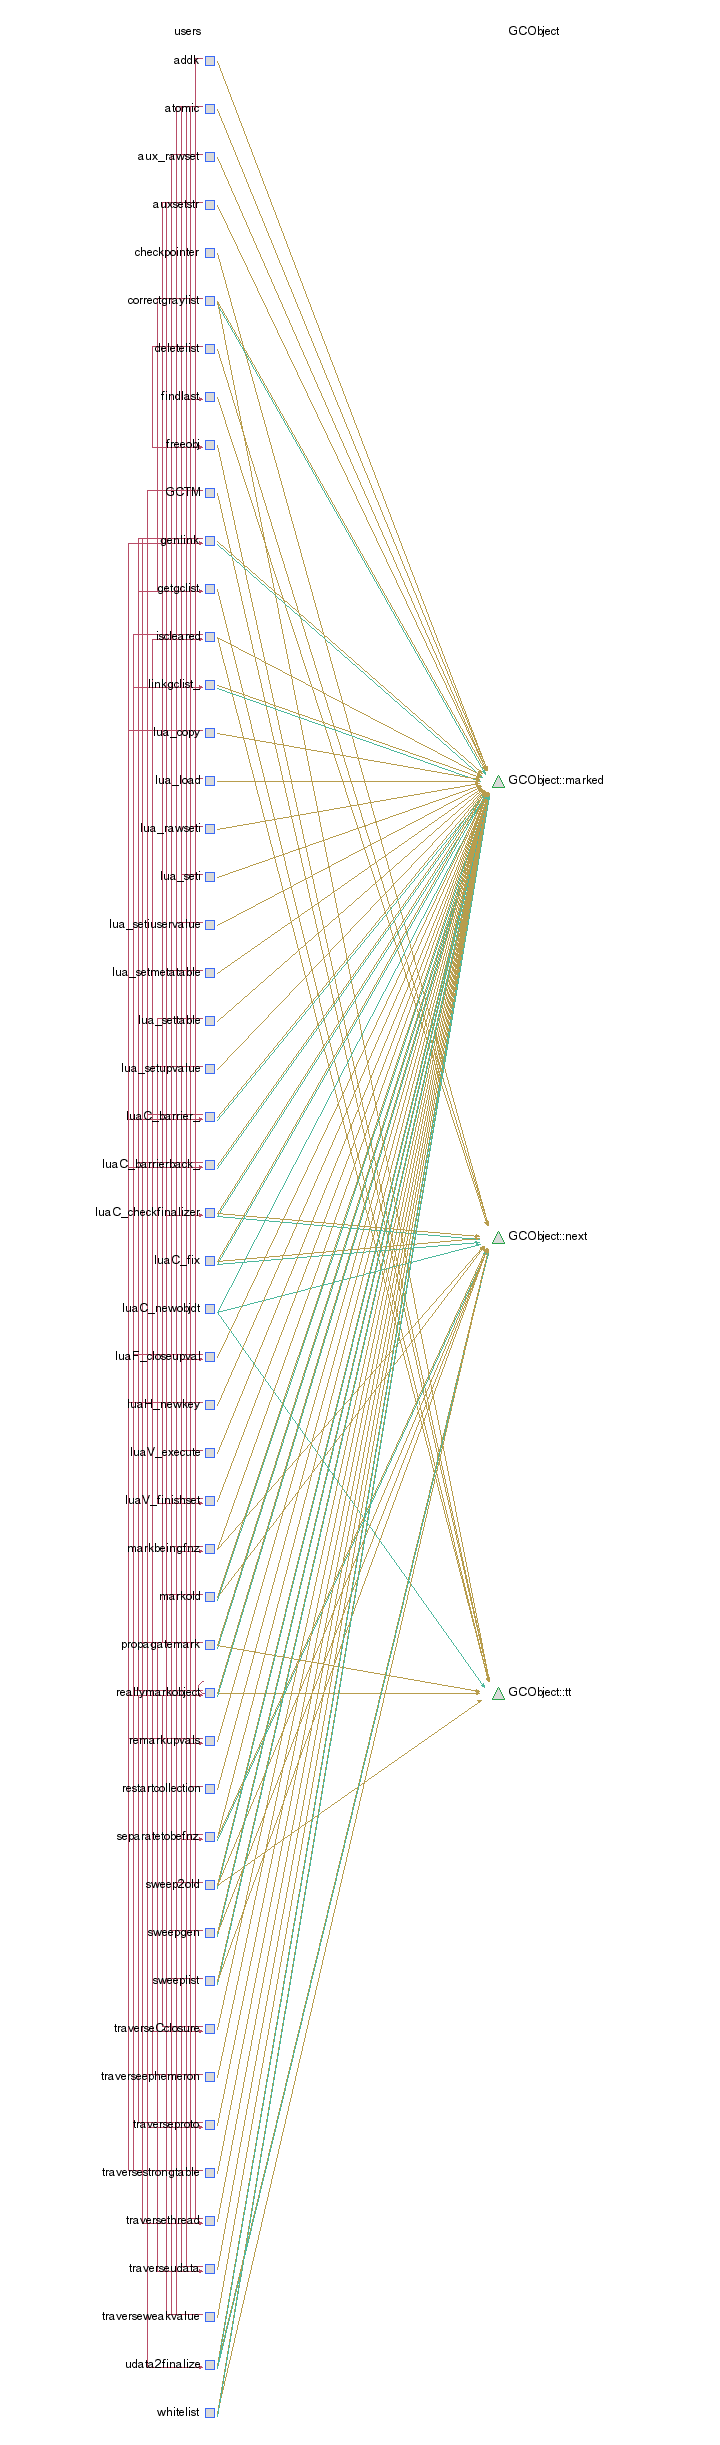 users GCObject
addk
atomic
aux_rawset
auxsetstr
checkpointer
correctgraylist
deletelist
findlast
freeobj
GCTM
genlink
getgclist
iscleared
linkgclist_
lua_copy
lua_load GCObject::marked
lua_rawseti
lua_seti
lua_setiuservalue
lua_setmetatable
lua_settable
lua_setupvalue
luaC_barrier_
luaC_barrierback_
luaC_checkfinalizer
GCObject::next
luaC_fix
luaC_newobjdt
luaF_closeupval
luaH_newkey
luaV_execute
luaV_finishset
markbeingfnz
markold
propagatemark
reallymarkobject GCObject::tt
remarkupvals
restartcollection
separatetobefnz
sweep2old
sweepgen
sweeplist
traverseCclosure
traverseephemeron
traverseproto
traversestrongtable
traversethread
traverseudata
traverseweakvalue
udata2finalize
whitelist